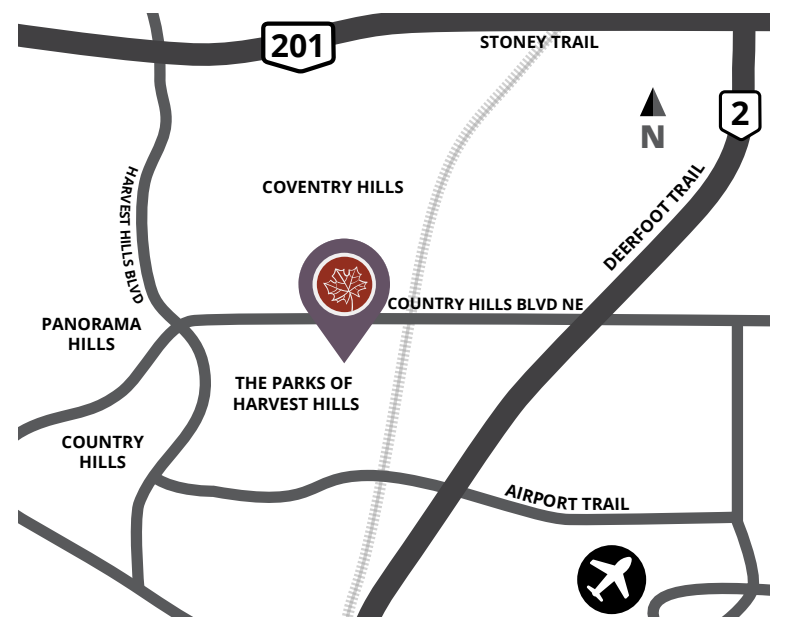 201
STONEY TRAIL
2
N
HARVEST HILLS BLVD
COVENTRY HILLS
DEERFOOT TRAIL
COUNTRY HILLS BLVD NE
PANORAMA
HILLS
THE PARKS OF
HARVEST HILLS
COUNTRY
HILLS
AIRPORT TRAIL